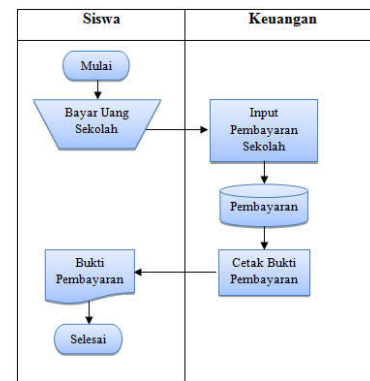 Siswa
Keuangan
Mulai
Bayar Uang
Sekolah
Input
Pembayaran
Sekolah
Pembayaran
Cetak Bukti
Pembayaran
Bukti
Pembayaran
Selesai